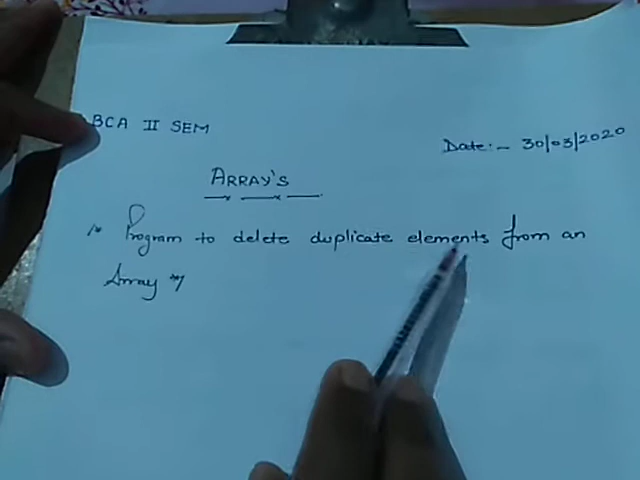 BCA II SEM
Date:- 30/03/2020
ARRAY'S
/* Program to delete duplicate elements from an
Array */